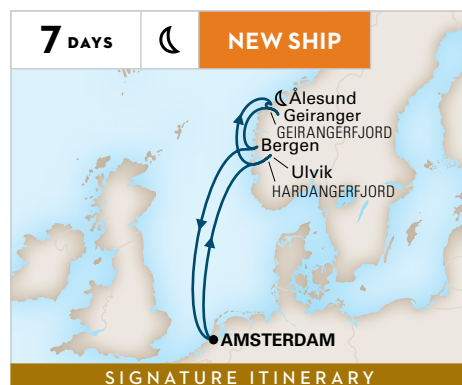 7 DAYS
NEW SHIP
Ålesund
Geiranger
GEIRANGERFJORD
Bergen
Ulvik
HARDANGERFJORD
AMSTERDAM
SIGNATURE ITINERARY